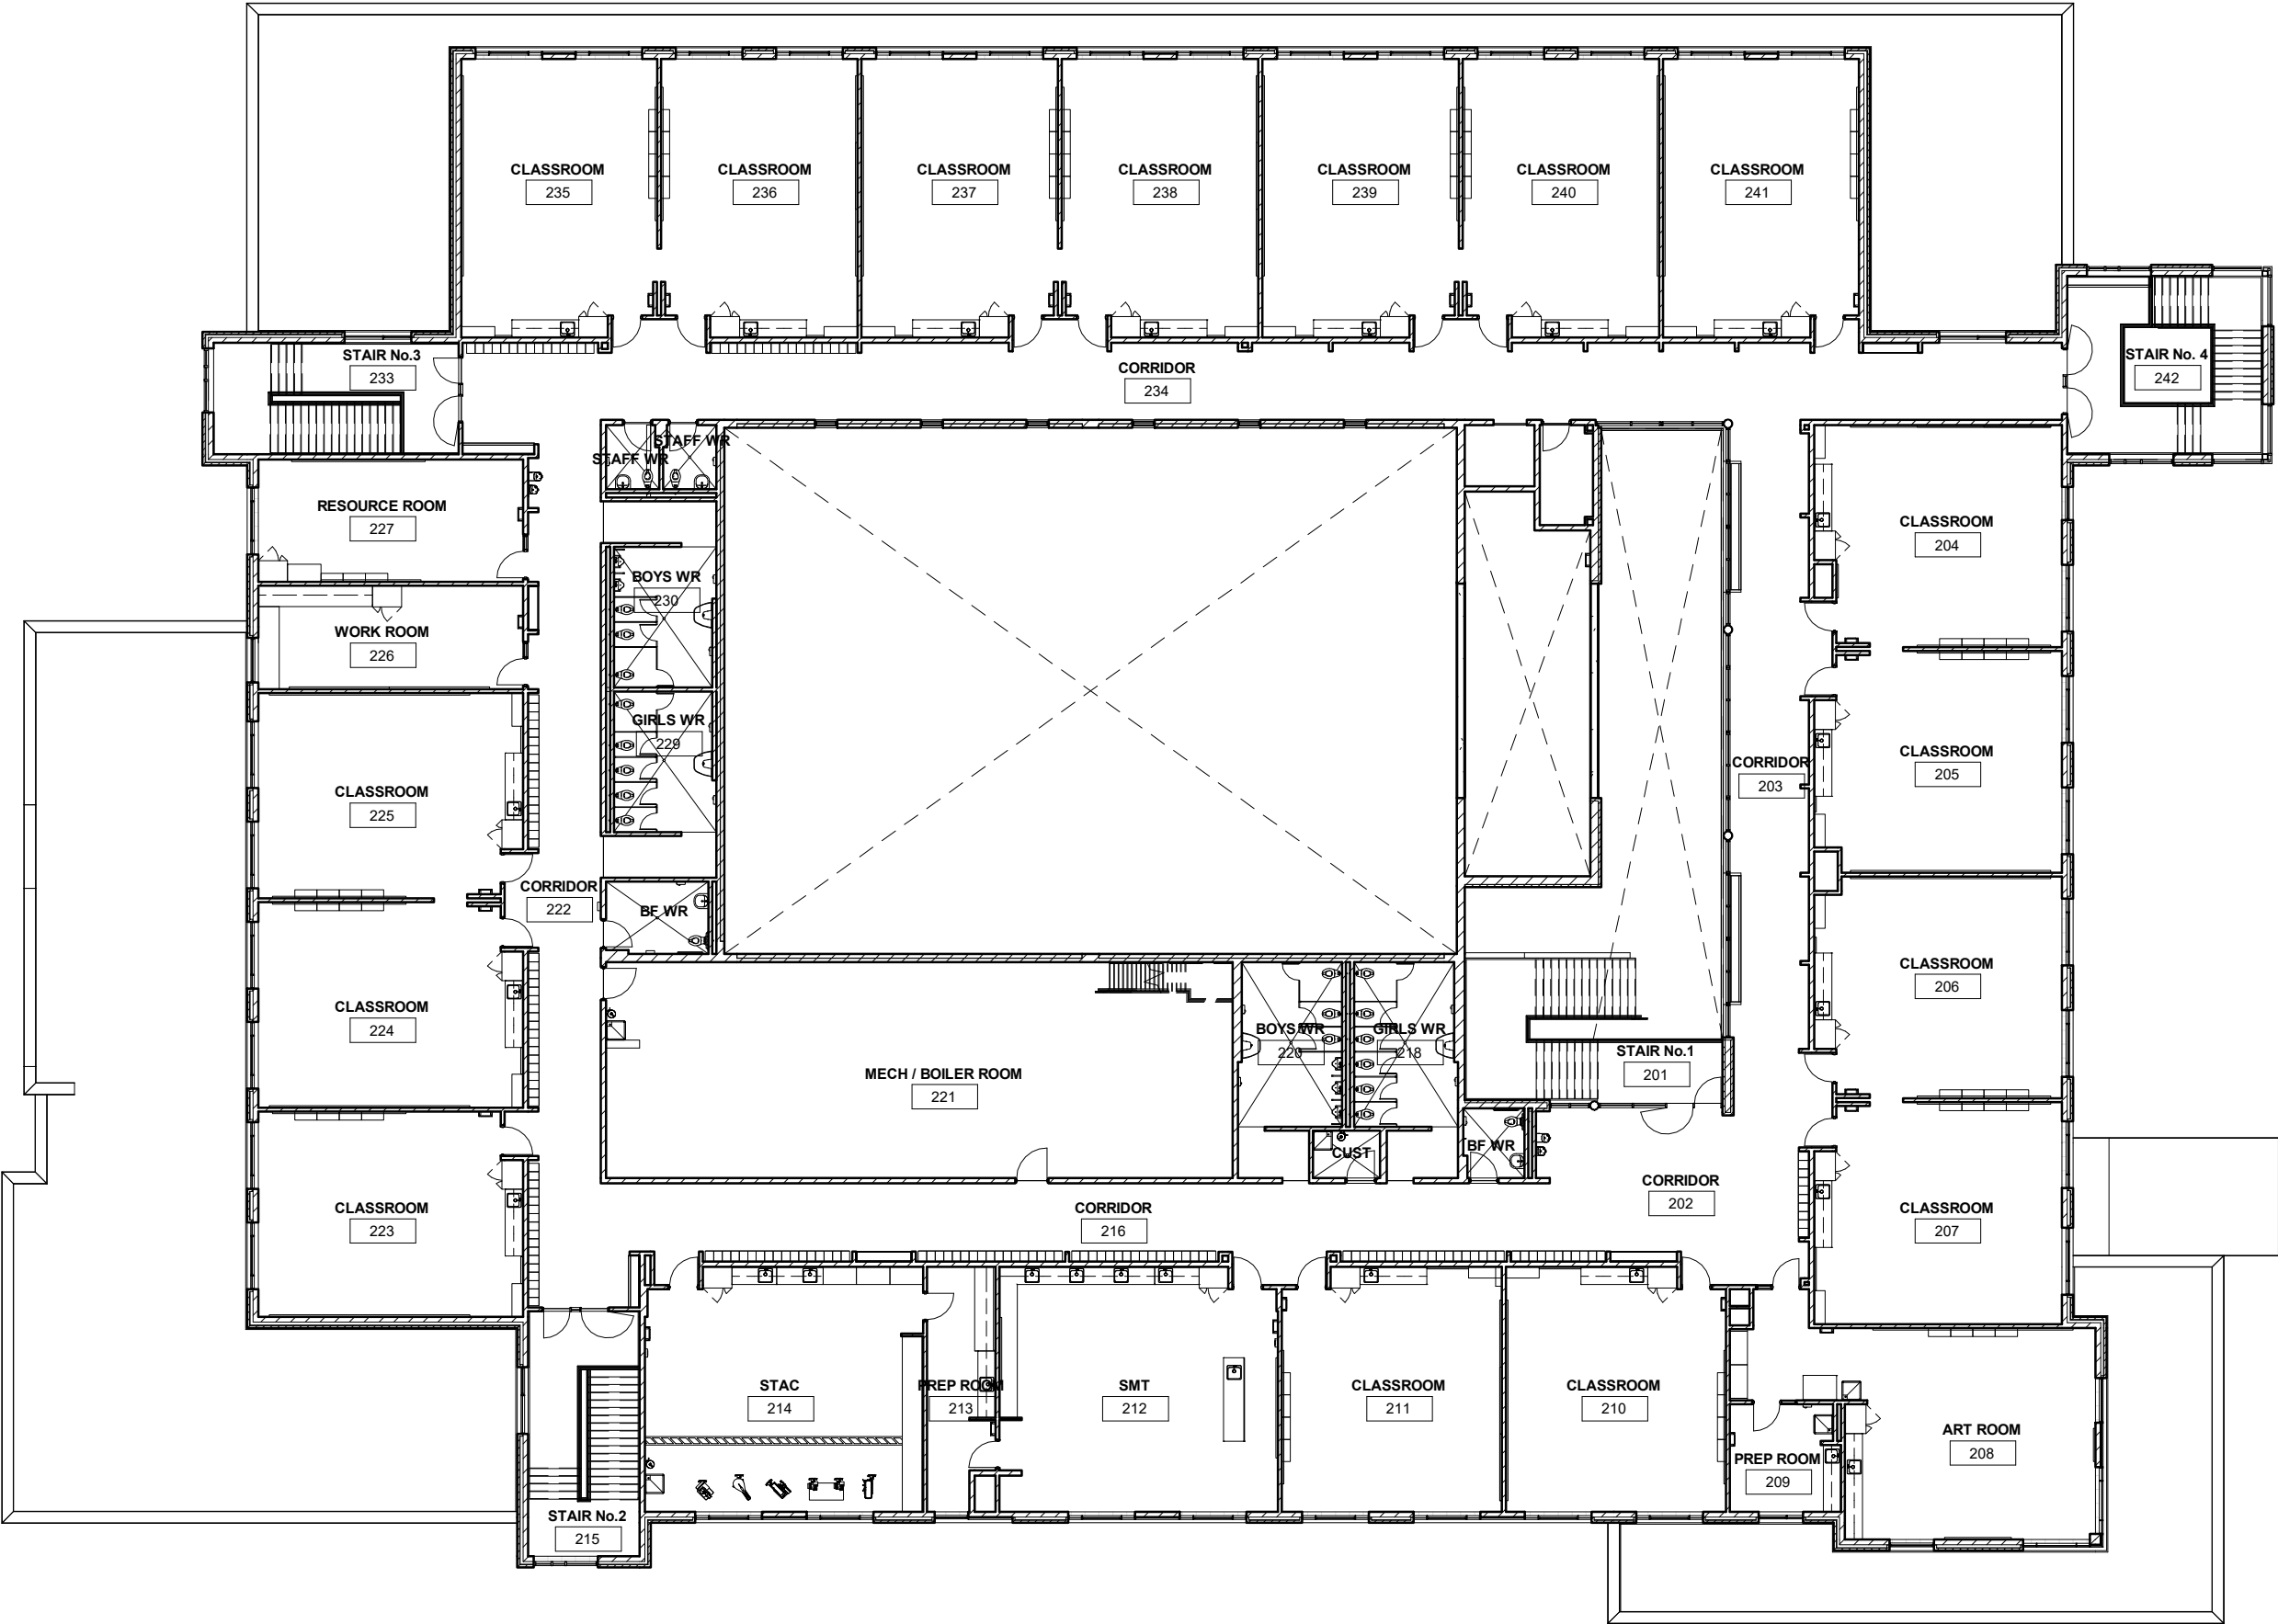 CLASSROOM
235
CLASSROOM
236
CLASSROOM
237
CLASSROOM
238
CLASSROOM
239
CLASSROOM
240
CLASSROOM
241
STAIR No.3
233
CORRIDOR
234
STAIR No. 4
242
STAFF WR
STAFF WR
RESOURCE ROOM
227
CLASSROOM
204
BOYS WR
230
WORK ROOM
226
GIRLS WR
229
CLASSROOM
205
CORRIDOR
203
CLASSROOM
225
CORRIDOR
222
BF WR
CLASSROOM
206
CLASSROOM
224
BOYS WR
220
GIRLS WR
218
STAIR No.1
201
MECH / BOILER ROOM
221
CUST
BF WR
CORRIDOR
202
CLASSROOM
223
CORRIDOR
216
CLASSROOM
207
STAC
214
PREP ROOM
213
SMT
212
CLASSROOM
211
CLASSROOM
210
ART ROOM
208
PREP ROOM
209
STAIR No.2
215